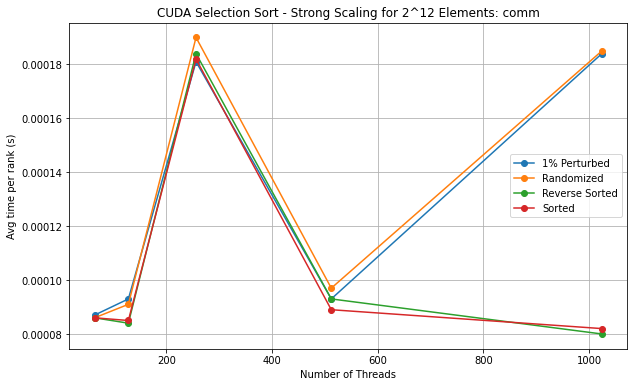 CUDA Selection Sort - Strong Scaling for 2^12 Elements: comm
Avg time per rank (s)
0.00018
0.00016
0.00014
0.00012
0.00010
0.00008
1% Perturbed
Randomized
Reverse Sorted
Sorted
200 400 600 800 1000
Number of Threads